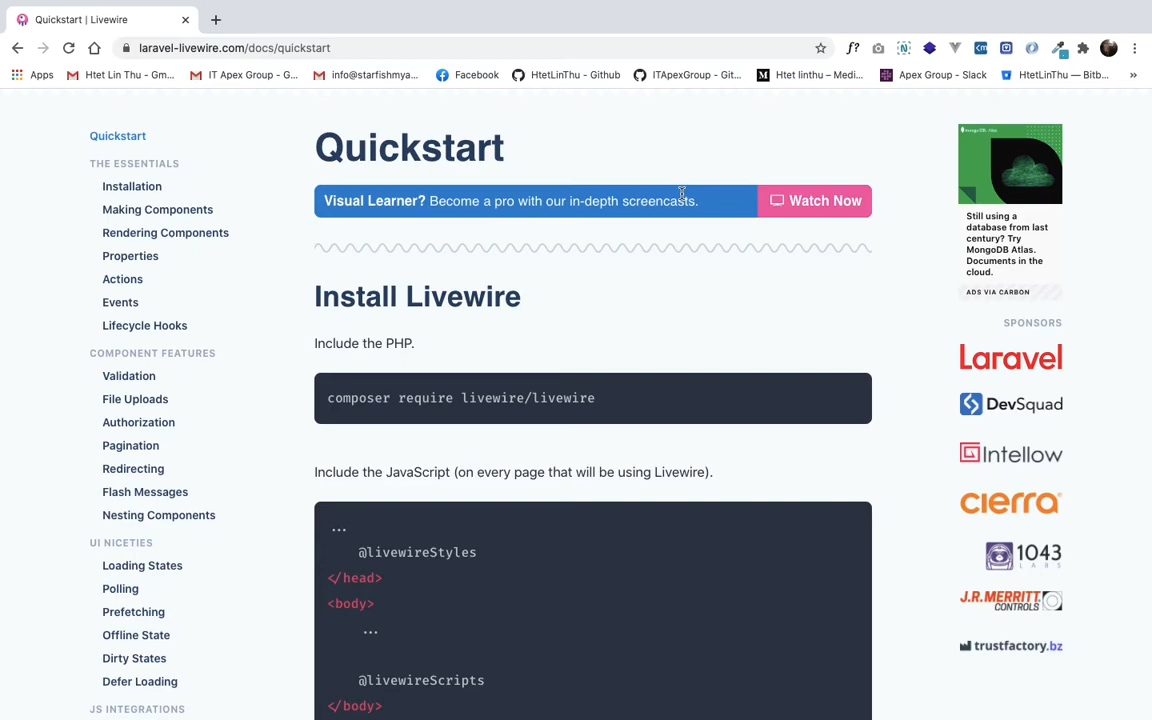 Quickstart | Livewire
laravel-livewire.com/docs/quickstart
f?
Apps
Htet Lin Thu - Gm...
IT Apex Group - G...
info@starfishmya...
Facebook
HtetLinThu - Github
ITApexGroup - Git...
Htet linthu – Medi...
Apex Group - Slack
HtetLinThu — Bitb...
»
Quickstart
THE ESSENTIALS
Installation
Making Components
Rendering Components
Properties
Actions
Events
Lifecycle Hooks
COMPONENT FEATURES
Validation
File Uploads
Authorization
Pagination
Redirecting
Flash Messages
Nesting Components
UI NICETIES
Loading States
Polling
Prefetching
Offline State
Dirty States
Defer Loading
JS INTEGRATIONS
Quickstart
Visual Learner? Become a pro with our in-depth screencasts.
Watch Now
Install Livewire
Include the PHP.
composer require livewire/livewire
Include the JavaScript (on every page that will be using Livewire).
...
@livewireStyles
</head>
<body>
...
@livewireScripts
</body>
MongoDB. Atlas
Still using a
database from last
century? Try
MongoDB Atlas.
Documents in the
cloud.
ADS VIA CARBON
SPONSORS
Laravel
DevSquad
Intellow
cierra
1043
LABS
J.R.MERRITT
CONTROLS
trustfactory.bz